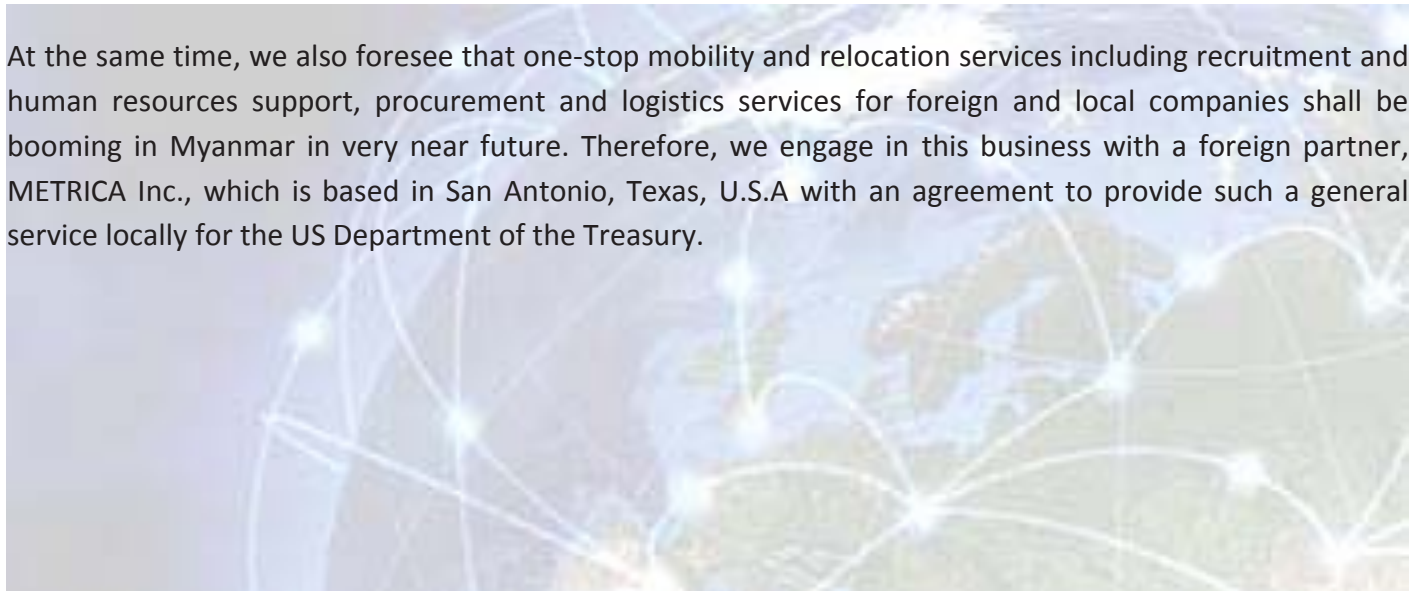 At the same time, we also foresee that one-stop mobility and relocation services including recruitment and
human resources support, procurement and logistics services for foreign and local companies shall be
booming in Myanmar in very near future. Therefore, we engage in this business with a foreign partner,
METRICA Inc., which is based in San Antonio, Texas, U.S.A with an agreement to provide such a general
service locally for the US Department of the Treasury.